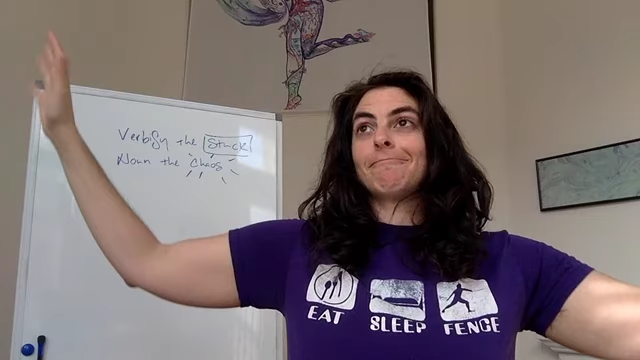 Verbify the Stuck
Noun the chaos
EAT SLEEP FENCE